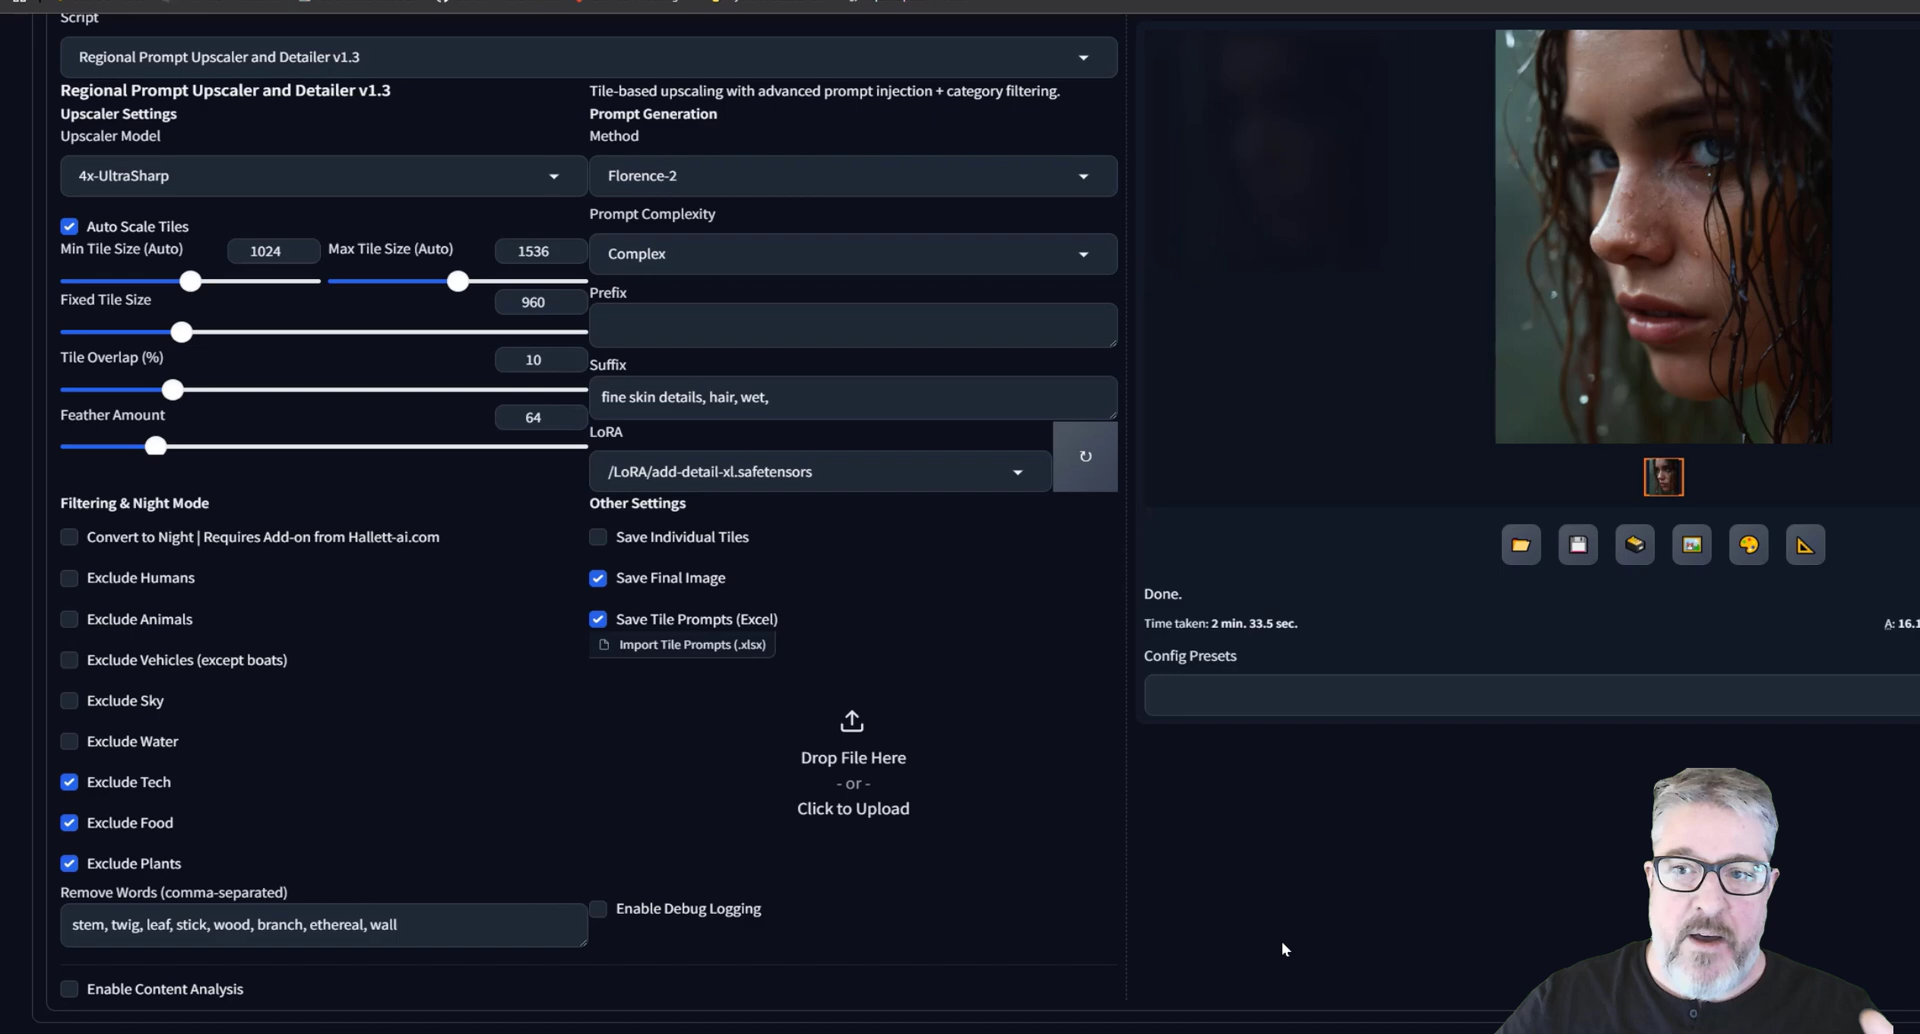 Script
Regional Prompt Upscaler and Detailer v1.3
Regional Prompt Upscaler and Detailer v1.3
Tile-based upscaling with advanced prompt injection + category filtering.
Upscaler Settings
Upscaler Model
4x-UltraSharp
Auto Scale Tiles
Min Tile Size (Auto)
1024
Max Tile Size (Auto)
1536
Fixed Tile Size
960
Tile Overlap (%)
10
Feather Amount
64
Prompt Generation
Method
Florence-2
Prompt Complexity
Complex
Prefix
Suffix
fine skin details, hair, wet,
LoRA
/LoRA/add-detail-xl.safetensors
Filtering & Night Mode
Convert to Night | Requires Add-on from Hallett-ai.com
Exclude Humans
Exclude Animals
Exclude Vehicles (except boats)
Exclude Sky
Exclude Water
Exclude Tech
Exclude Food
Exclude Plants
Remove Words (comma-separated)
stem, twig, leaf, stick, wood, branch, ethereal, wall
Enable Content Analysis
Other Settings
Save Individual Tiles
Save Final Image
Save Tile Prompts (Excel)
Import Tile Prompts (.xlsx)
Drop File Here
- or -
Click to Upload
Enable Debug Logging
Done.
Time taken: 2 min. 33.5 sec.
A: 16.1
Config Presets